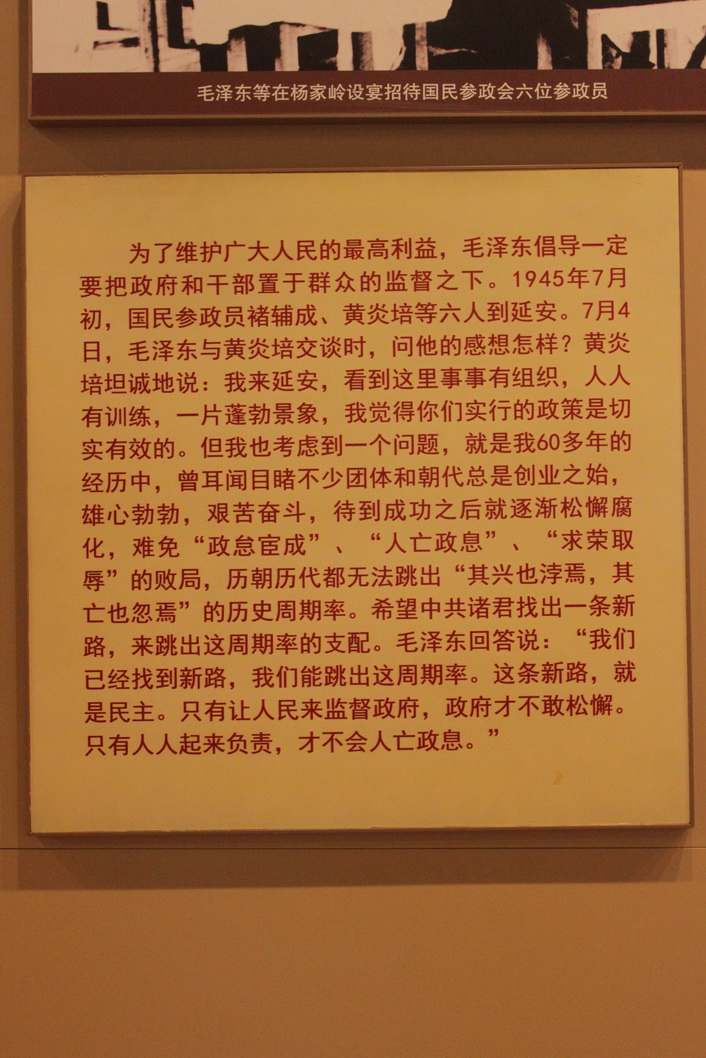 毛泽东等在杨家岭设宴招待国民参政会六位参政员
为了维护广大人民的最高利益，毛泽东倡导一定
要把政府和干部置于群众的监督之下。1945年7月
初，国民参政员褚辅成、黄炎培等六人到延安。7月4
日，毛泽东与黄炎培交谈时，问他的感想怎样？黄炎
培坦诚地说：我来延安，看到这里事事有组织，人人
有训练，一片蓬勃景象，我觉得你们实行的政策是切
实有效的。但我也考虑到一个问题，就是我60多年的
经历中，曾耳闻目睹不少团体和朝代总是创业之始，
雄心勃勃，艰苦奋斗，待到成功之后就逐渐松懈腐
化，难免“政怠宦成”、“人亡政息”、“求荣取
辱”的败局，历朝历代都无法跳出“其兴也浡焉，其
亡也忽焉”的历史周期率。希望中共诸君找出一条新
路，来跳出这周期率的支配。毛泽东回答说：“我们
已经找到新路，我们能跳出这周期率。这条新路，就
是民主。只有让人民来监督政府，政府才不敢松懈。
只有人人起来负责，才不会人亡政息。”